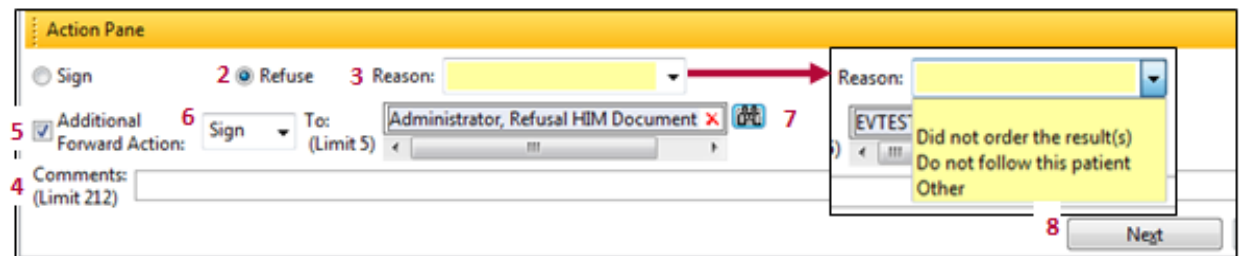 Action Pane
Sign 2 Refuse 3 Reason: Reason:
5 Additional Forward Action: 6 Sign To: (Limit 5) Administrator, Refusal HIM Document 7 EVTEST
Did not order the result(s)
Do not follow this patient
Other
4 Comments: (Limit 212)
8 Next